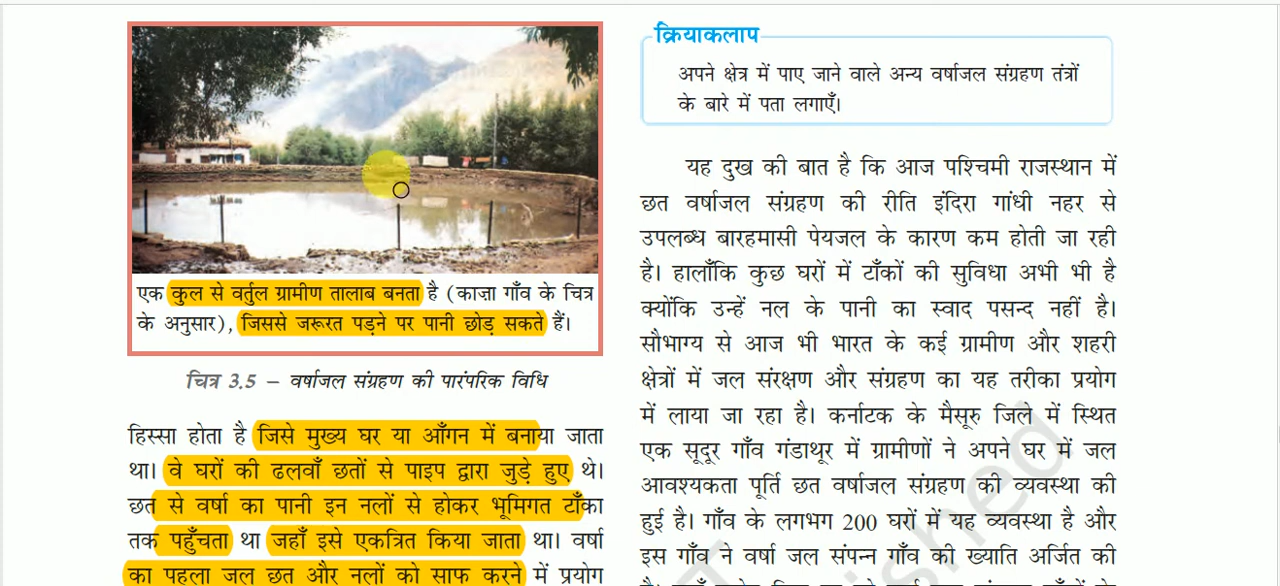 एक कुल से वर्तुल ग्रामीण तालाब बनता है (काज़ा गाँव के चित्र
के अनुसार), जिससे जरूरत पड़ने पर पानी छोड़ सकते हैं।
चित्र 3.5 – वर्षाजल संग्रहण की पारंपरिक विधि
हिस्सा होता है जिसे मुख्य घर या आँगन में बनाया जाता
था। वे घरों की ढलवाँ छतों से पाइप द्वारा जुड़े हुए थे।
छत से वर्षा का पानी इन नलों से होकर भूमिगत टाँका
तक पहुँचता था जहाँ इसे एकत्रित किया जाता था। वर्षा
का पहला जल छत और नलों को साफ करने में प्रयोग
क्रियाकलाप
अपने क्षेत्र में पाए जाने वाले अन्य वर्षाजल संग्रहण तंत्रों
के बारे में पता लगाएँ।
यह दुख की बात है कि आज पश्चिमी राजस्थान में
छत वर्षाजल संग्रहण की रीति इंदिरा गांधी नहर से
उपलब्ध बारहमासी पेयजल के कारण कम होती जा रही
है। हालाँकि कुछ घरों में टाँकों की सुविधा अभी भी है
क्योंकि उन्हें नल के पानी का स्वाद पसन्द नहीं है।
सौभाग्य से आज भी भारत के कई ग्रामीण और शहरी
क्षेत्रों में जल संरक्षण और संग्रहण का यह तरीका प्रयोग
में लाया जा रहा है। कर्नाटक के मैसूरु जिले में स्थित
एक सूदूर गाँव गंडाथूर में ग्रामीणों ने अपने घर में जल
आवश्यकता पूर्ति छत वर्षाजल संग्रहण की व्यवस्था की
हुई है। गाँव के लगभग 200 घरों में यह व्यवस्था है और
इस गाँव ने वर्षा जल संपन्न गाँव की ख्याति अर्जित की